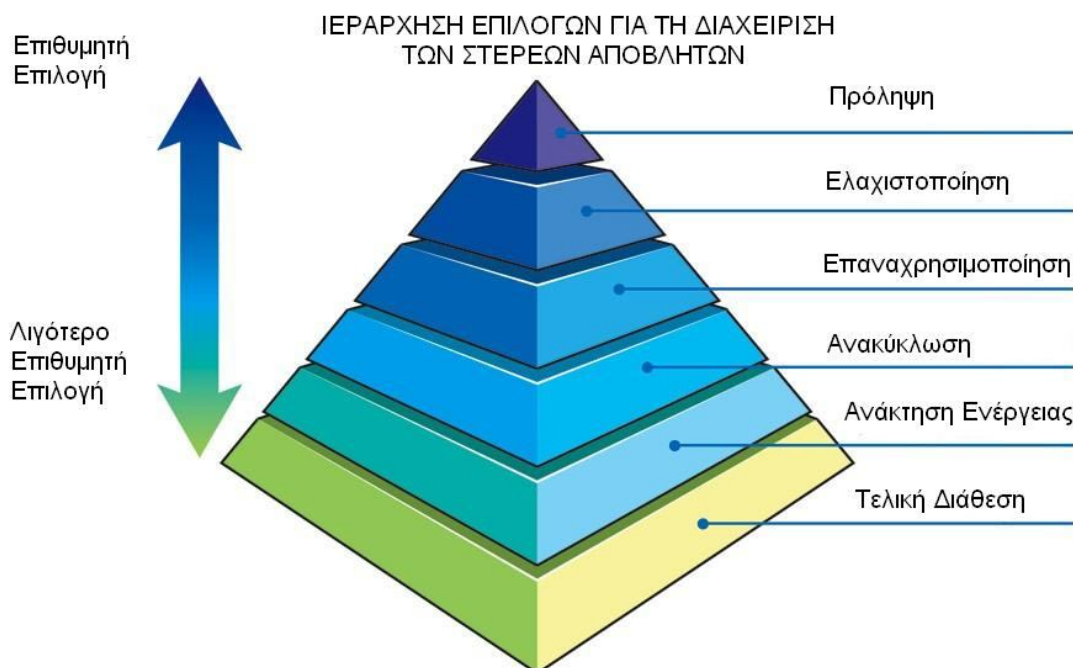 ΙΕΡΑΡΧΗΣΗ ΕΠΙΛΟΓΩΝ ΓΙΑ ΤΗ ΔΙΑΧΕΙΡΙΣΗ
ΤΩΝ ΣΤΕΡΕΩΝ ΑΠΟΒΛΗΤΩΝ
Επιθυμητή
Επιλογή
Πρόληψη
Ελαχιστοποίηση
Επαναχρησιμοποίηση
Λιγότερο
Επιθυμητή
Επιλογή
Ανακύκλωση
Ανάκτηση Ενέργειας
Τελική Διάθεση